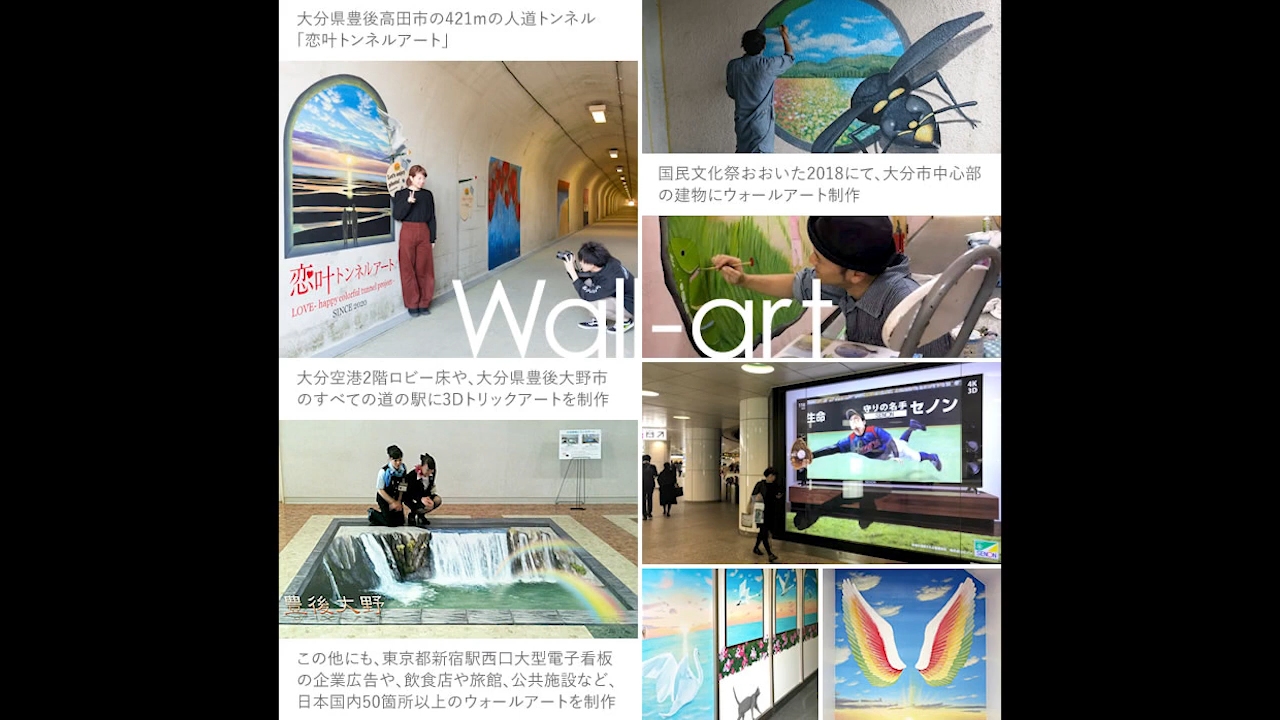 大分県豊後高田市の421mの人道トンネル
「恋叶トンネルアート」
恋叶トンネルアート
LOVE- happy colorful tunnel project -
SINCE 2020
国民文化祭おおいた2018にて、大分市中心部
の建物にウォールアート制作
Wall-art
大分空港2階ロビー床や、大分県豊後大野市
のすべての道の駅に3Dトリックアートを制作
4K
3D
生命
守りの名手
セノン
SENON
豊後大野
SENON
この他にも、東京都新宿駅西口大型電子看板
の企業広告や、飲食店や旅館、公共施設など、
日本国内50箇所以上のウォールアートを制作